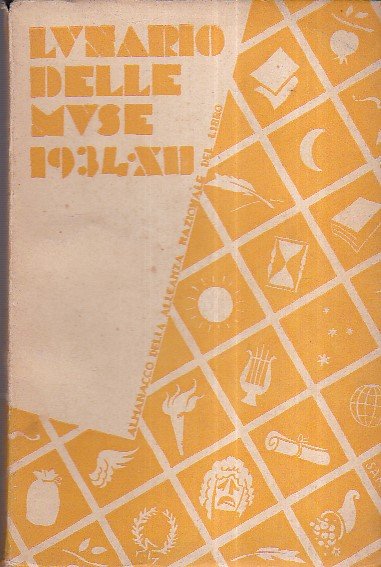 LVNARIO
DELLE
MVSE
1934·XII
ALMANACCO DELLA ALLEANZA NAZIONALE DEL LIBRO